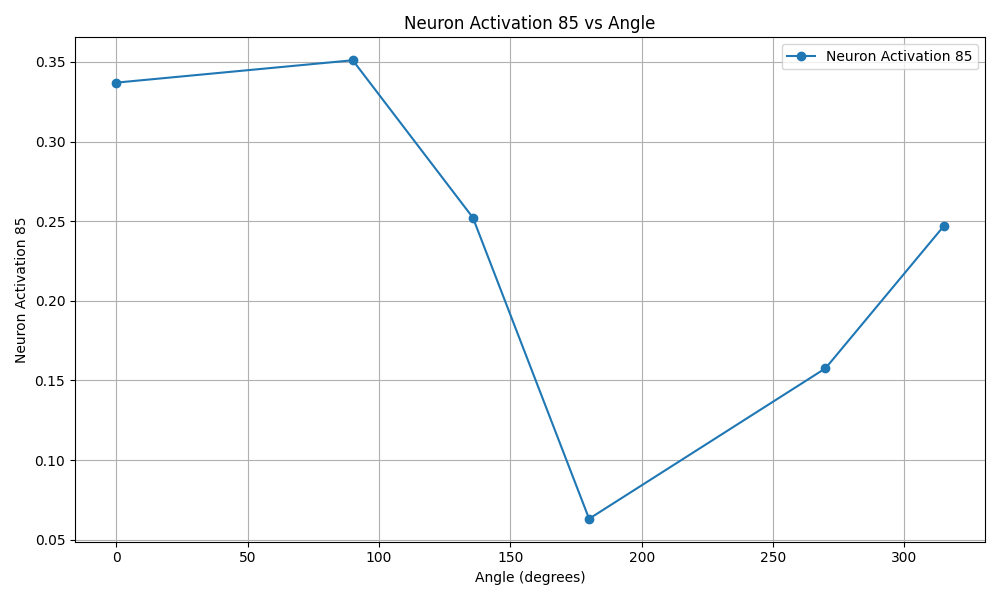 Neuron Activation 85 vs Angle
Neuron Activation 85
0.35
0.30
0.25
0.20
0.15
0.10
0.05
Neuron Activation 85
0 50 100 150 200 250 300
Angle (degrees)